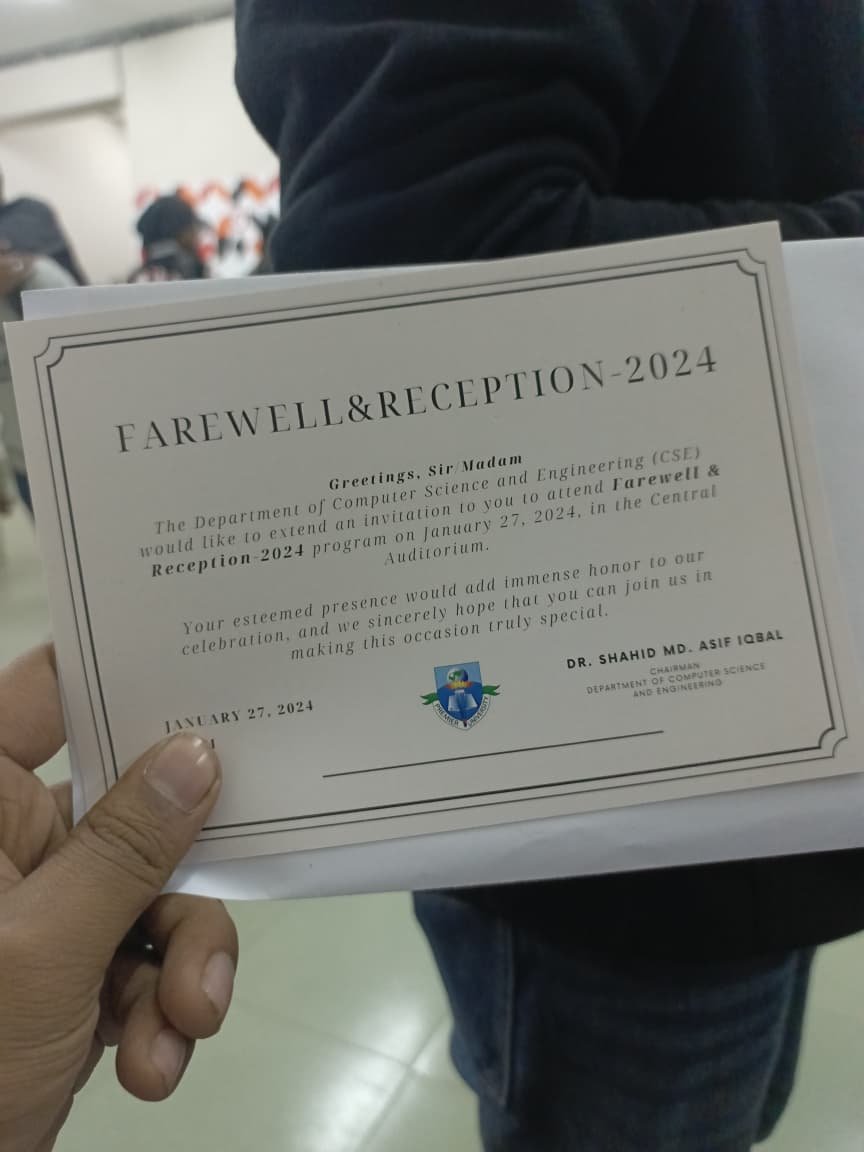 FAREWELL&RECEPTION-2024
Greetings, Sir/Madam
The Department of Computer Science and Engineering (CSE)
would like to extend an invitation to you to attend Farewell &
Reception-2024 program on January 27, 2024, in the Central
Auditorium.
Your esteemed presence would add immense honor to our
celebration, and we sincerely hope that you can join us in
making this occasion truly special.
DR. SHAHID MD. ASIF IQBAL
CHAIRMAN
DEPARTMENT OF COMPUTER SCIENCE
AND ENGINEERING
PREMIER UNIVERSITY
JANUARY 27, 2024